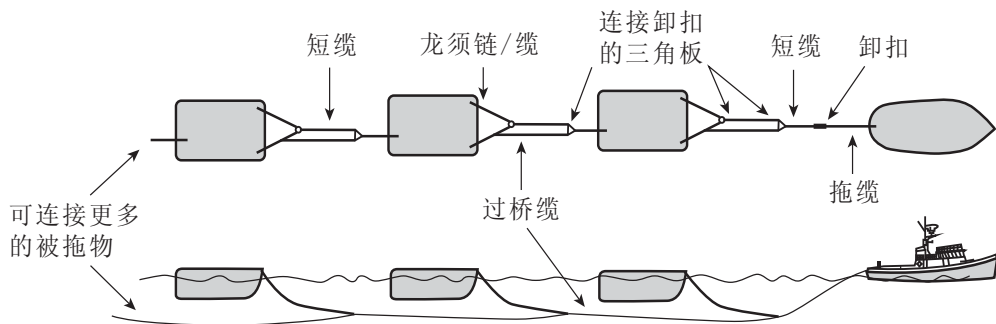 短缆
龙须链/缆
连接卸扣
的三角板
短缆
卸扣
拖缆
过桥缆
可连接更多
的被拖物